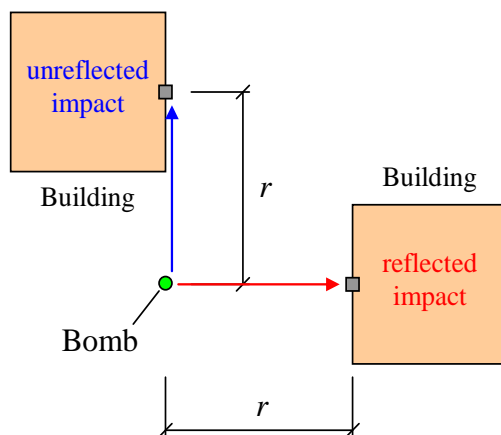 unreflected
impact
Building
r
Building
reflected
impact
Bomb
r